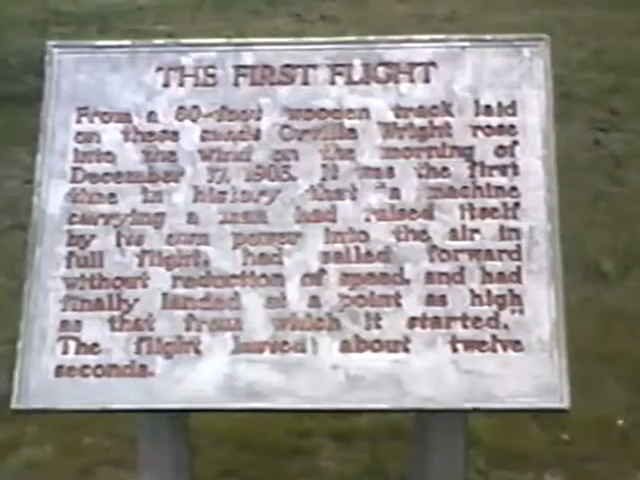 THE FIRST FLIGHT
From a 60-foot wooden track laid
on these sands Orville Wright rose
into the wind on the morning of
December 17, 1903. It was the first
time in history that "a machine
carrying a man had raised itself
by its own power into the air in
full flight, had sailed forward
without reduction of speed, and had
finally landed at a point as high
as that from which it started."
The flight lasted about twelve
seconds.